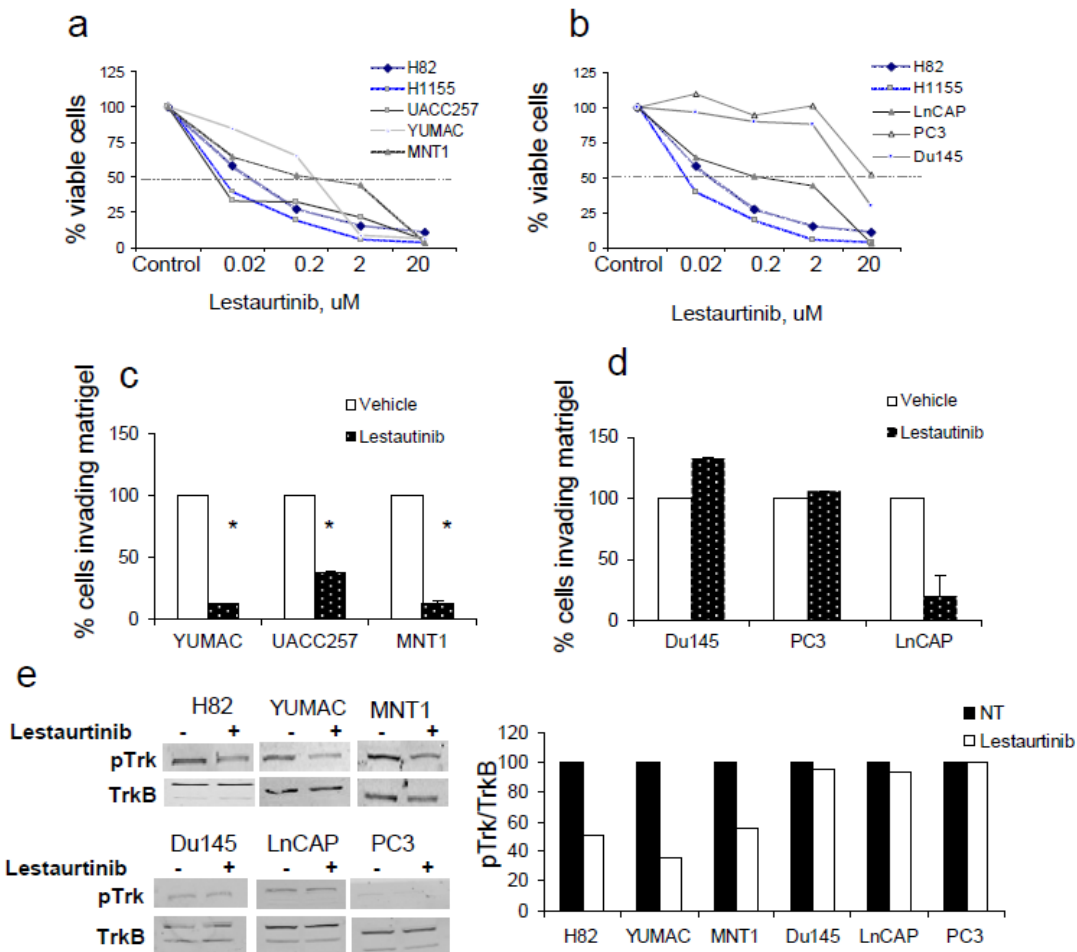 a
% viable cells
125
100
75
50
25
0
Control 0.02 0.2 2 20
Lestaurtinib, uM
H82
H1155
UACC257
YUMAC
MNT1
b
% viable cells
125
100
75
50
25
0
Control 0.02 0.2 2 20
Lestaurtinib, uM
H82
H1155
LnCAP
PC3
Du145
c
Vehicle
Lestautinib
% cells invading matrigel
150
100
50
0
* * *
YUMAC UACC257 MNT1
d
Vehicle
Lestautinib
% cells invading matrigel
150
100
50
0
Du145 PC3 LnCAP
e
H82 YUMAC MNT1
Lestaurtinib - + - + - +
pTrk
TrkB
Du145 LnCAP PC3
Lestaurtinib - + - + - +
pTrk
TrkB
NT
Lestaurtinib
pTrk/TrkB
120
100
80
60
40
20
0
H82 YUMAC MNT1 Du145 LnCAP PC3